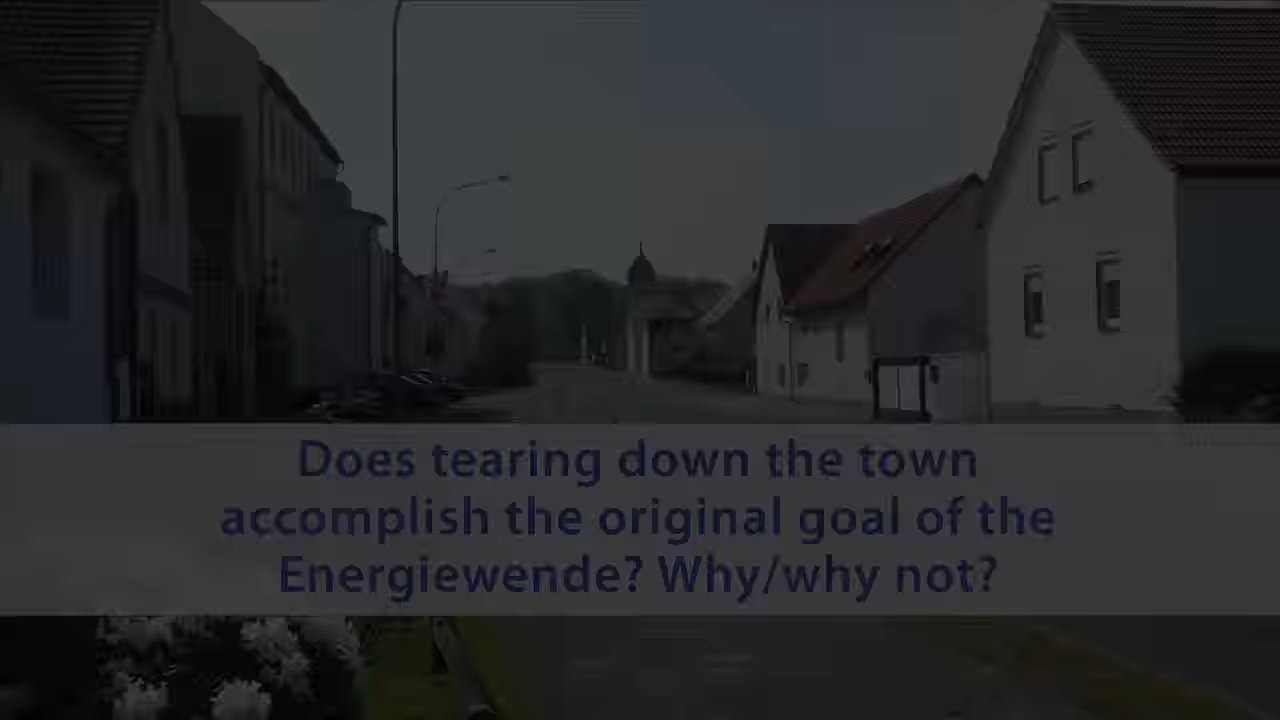 Does tearing down the town
accomplish the original goal of the
Energiewende? Why/why not?